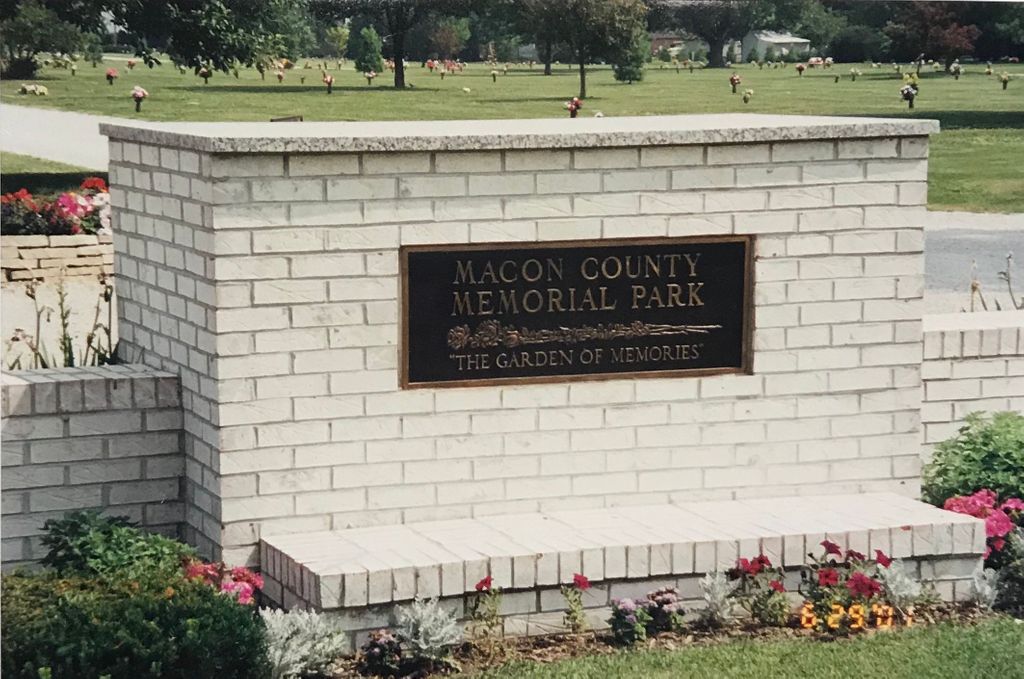 MACON COUNTY
MEMORIAL PARK
"THE GARDEN OF MEMORIES"
6 29 '01